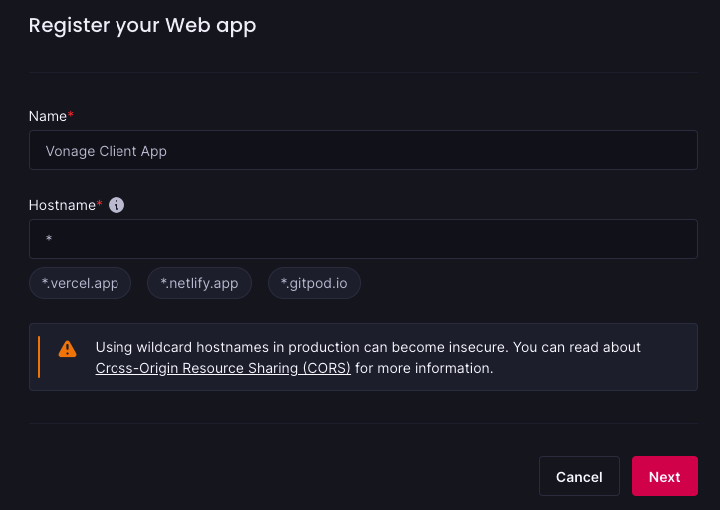 Register your Web app
Name*
Vonage Client App
Hostname* i
*
*.vercel.app *.netlify.app *.gitpod.io
Using wildcard hostnames in production can become insecure. You can read about
Crcss-Origin Resource Sharing (CORS) for more information.
Cancel Next